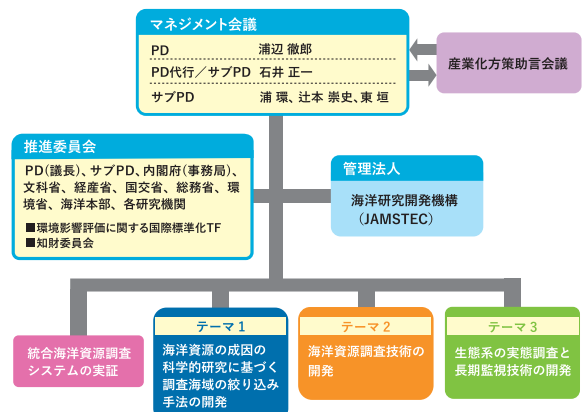 マネジメント会議
PD 浦辺 徹郎
PD代行／サブPD 石井 正一
サブPD 浦 環、辻本 崇史、東 垣
産業化方策助言会議
推進委員会
PD(議長)、サブPD、内閣府(事務局)、
文科省、経産省、国交省、総務省、環
境省、海洋本部、各研究機関
■環境影響評価に関する国際標準化TF
■知財委員会
管理法人
海洋研究開発機構
(JAMSTEC)
統合海洋資源調査
システムの実証
テーマ 1
海洋資源の成因の
科学的研究に基づく
調査海域の絞り込み
手法の開発
テーマ 2
海洋資源調査技術の
開発
テーマ 3
生態系の実態調査と
長期監視技術の開発